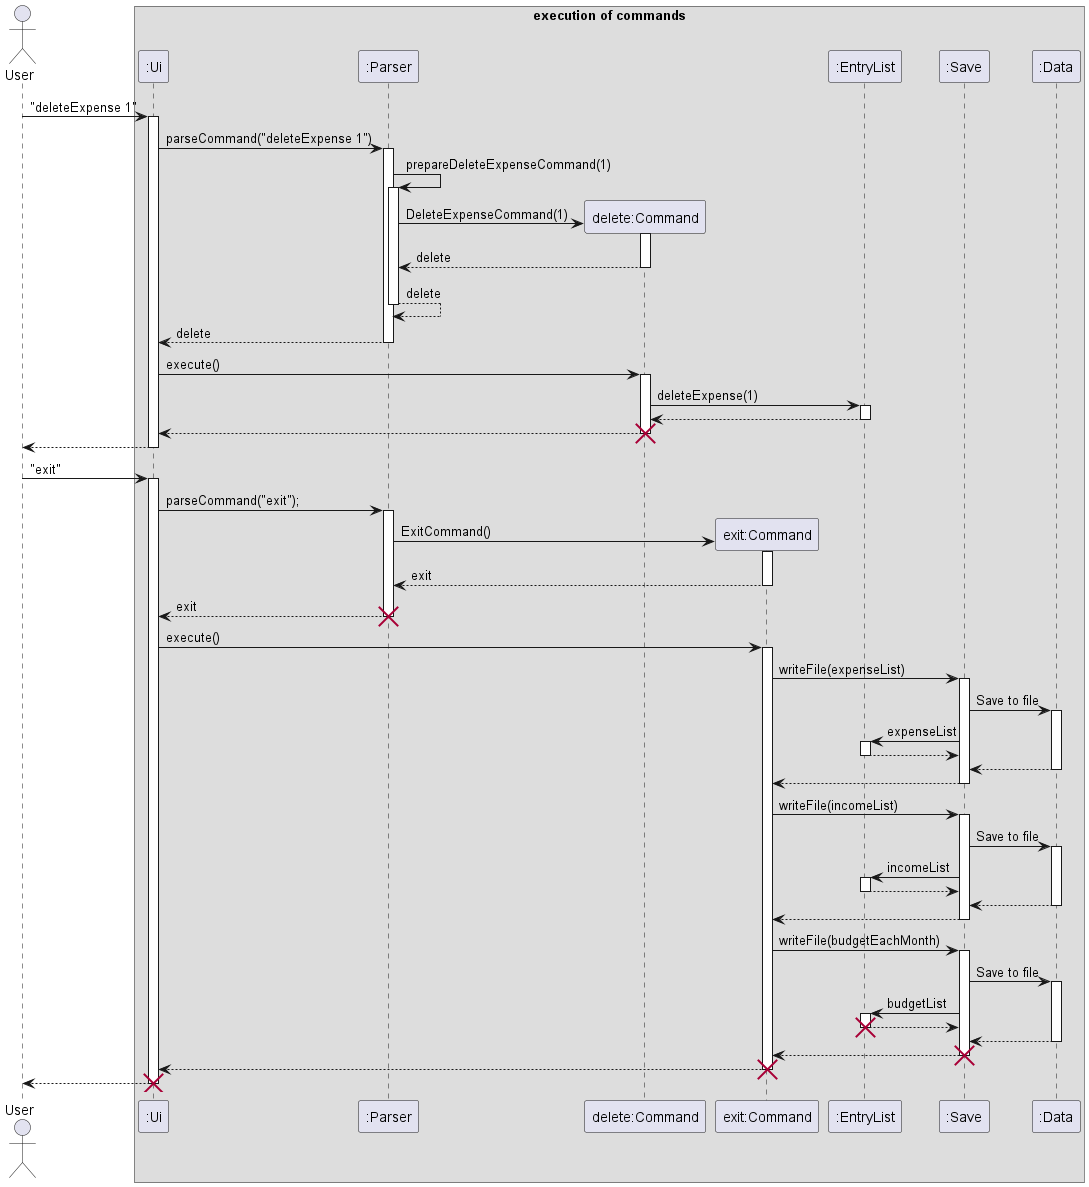 execution of commands
User
:Ui
:Parser
:EntryList
:Save
:Data
"deleteExpense 1"
parseCommand("deleteExpense 1")
prepareDeleteExpenseCommand(1)
DeleteExpenseCommand(1)
delete:Command
delete
delete
delete
execute()
deleteExpense(1)
"exit"
parseCommand("exit");
ExitCommand()
exit:Command
exit
exit
execute()
writeFile(expenseList)
Save to file
expenseList
writeFile(incomeList)
Save to file
incomeList
writeFile(budgetEachMonth)
Save to file
budgetList
User
:Ui
:Parser
delete:Command
exit:Command
:EntryList
:Save
:Data